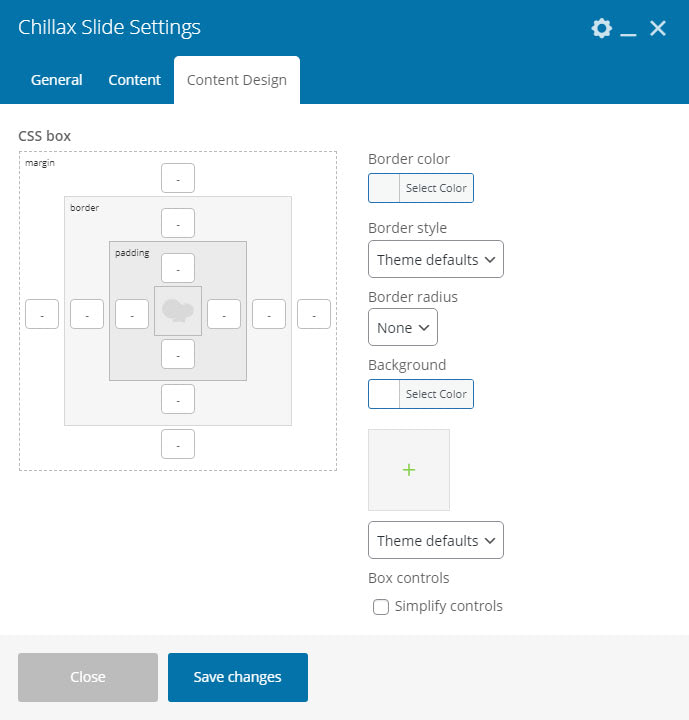 Chillax Slide Settings
General Content Content Design
CSS box
margin
-
border
-
padding
-
- - - - - -
-
-
-
Border color
Select Color
Border style
Theme defaults
Border radius
None
Background
Select Color
+
Theme defaults
Box controls
Simplify controls
Close Save changes